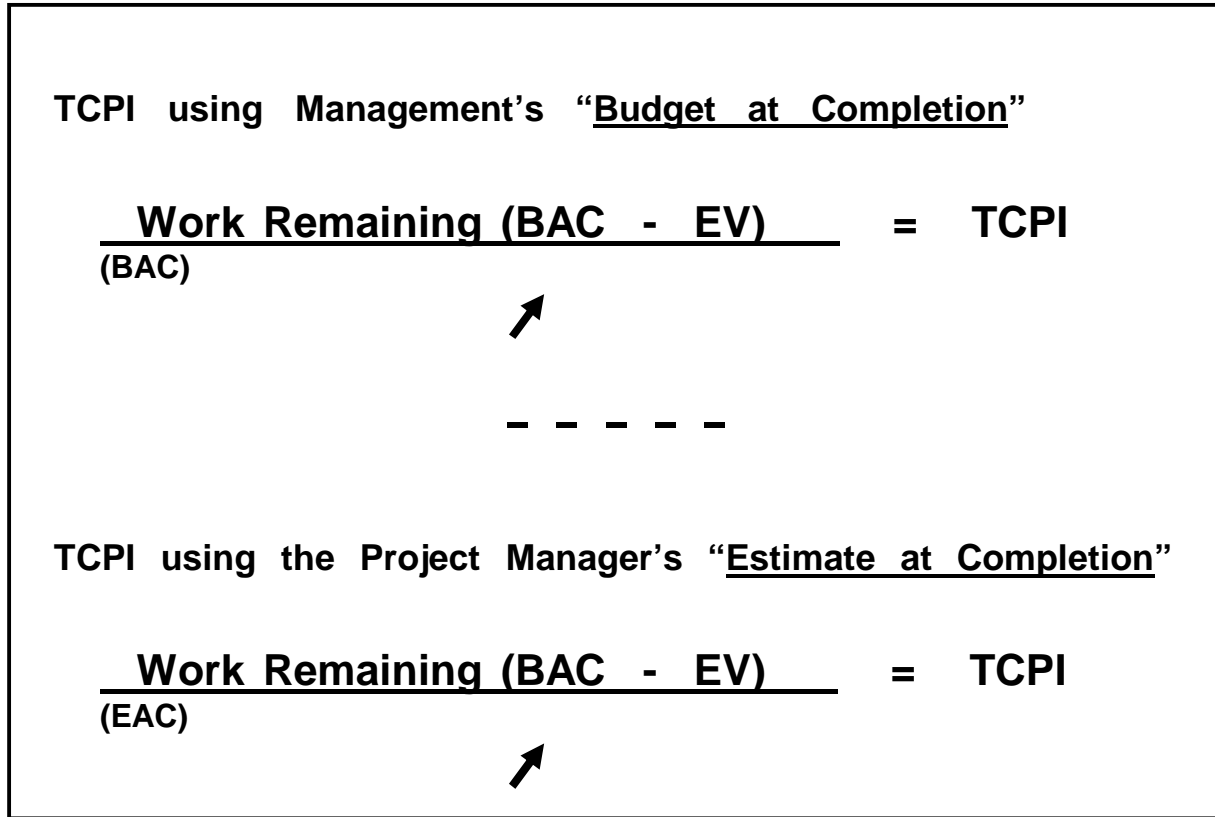 TCPI using Management’s “Budget at Completion”
Work Remaining (BAC - EV) = TCPI
(BAC)
– – – – –
TCPI using the Project Manager’s “Estimate at Completion”
Work Remaining (BAC - EV) = TCPI
(EAC)